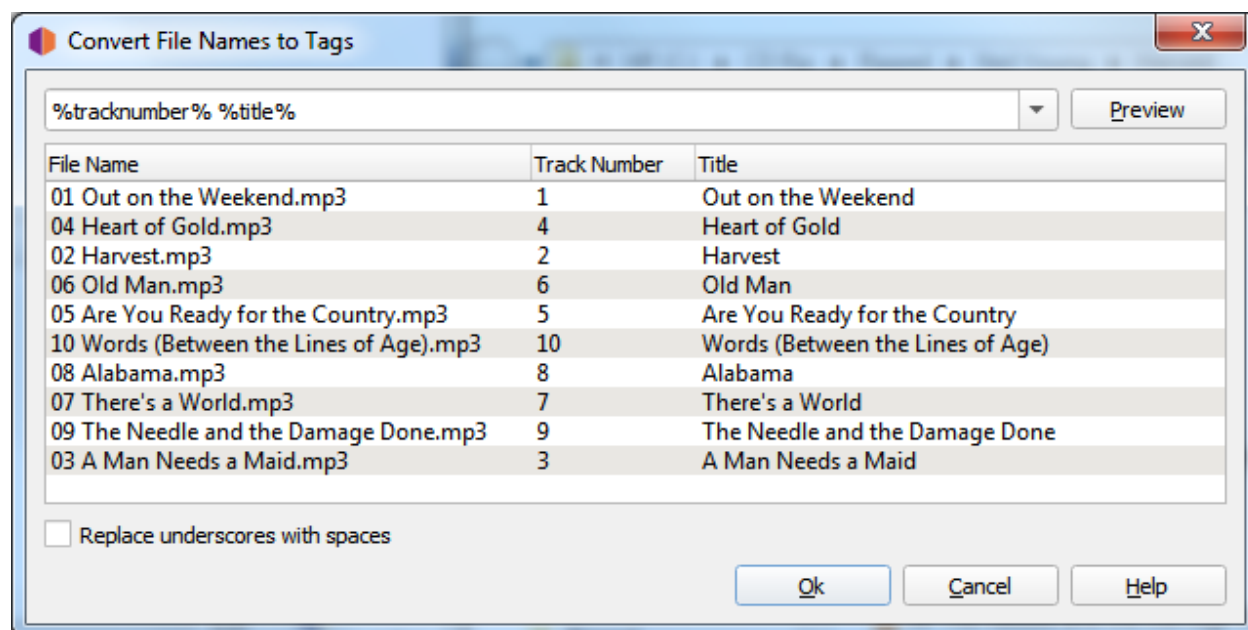 Convert File Names to Tags
%tracknumber% %title% Preview
File Name Track Number Title
01 Out on the Weekend.mp3 1 Out on the Weekend
04 Heart of Gold.mp3 4 Heart of Gold
02 Harvest.mp3 2 Harvest
06 Old Man.mp3 6 Old Man
05 Are You Ready for the Country.mp3 5 Are You Ready for the Country
10 Words (Between the Lines of Age).mp3 10 Words (Between the Lines of Age)
08 Alabama.mp3 8 Alabama
07 There's a World.mp3 7 There's a World
09 The Needle and the Damage Done.mp3 9 The Needle and the Damage Done
03 A Man Needs a Maid.mp3 3 A Man Needs a Maid
Replace underscores with spaces
Ok Cancel Help